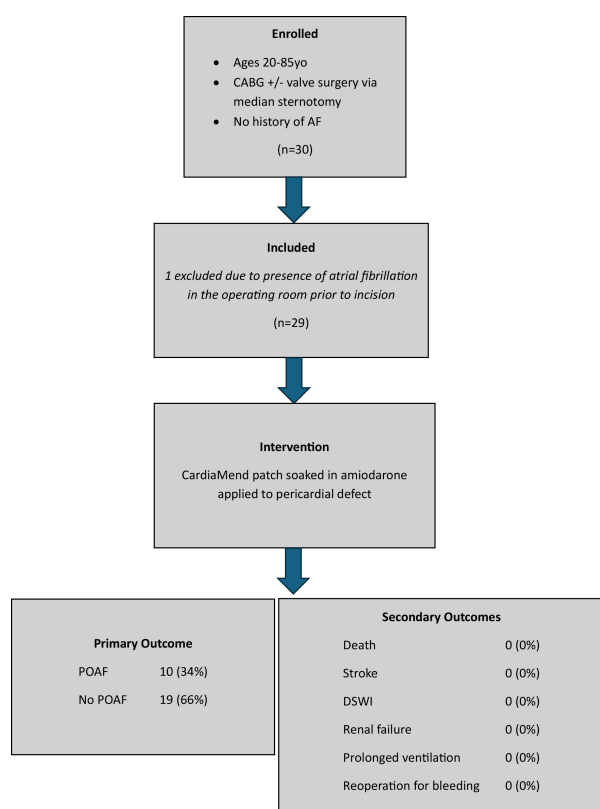 Enrolled
• Ages 20-85yo
• CABG +/- valve surgery via
median sternotomy
• No history of AF
(n=30)
Included
1 excluded due to presence of atrial fibrillation
in the operating room prior to incision
(n=29)
Intervention
CardiaMend patch soaked in amiodarone
applied to pericardial defect
Primary Outcome
POAF 10 (34%)
No POAF 19 (66%)
Secondary Outcomes
Death 0 (0%)
Stroke 0 (0%)
DSWI 0 (0%)
Renal failure 0 (0%)
Prolonged ventilation 0 (0%)
Reoperation for bleeding 0 (0%)